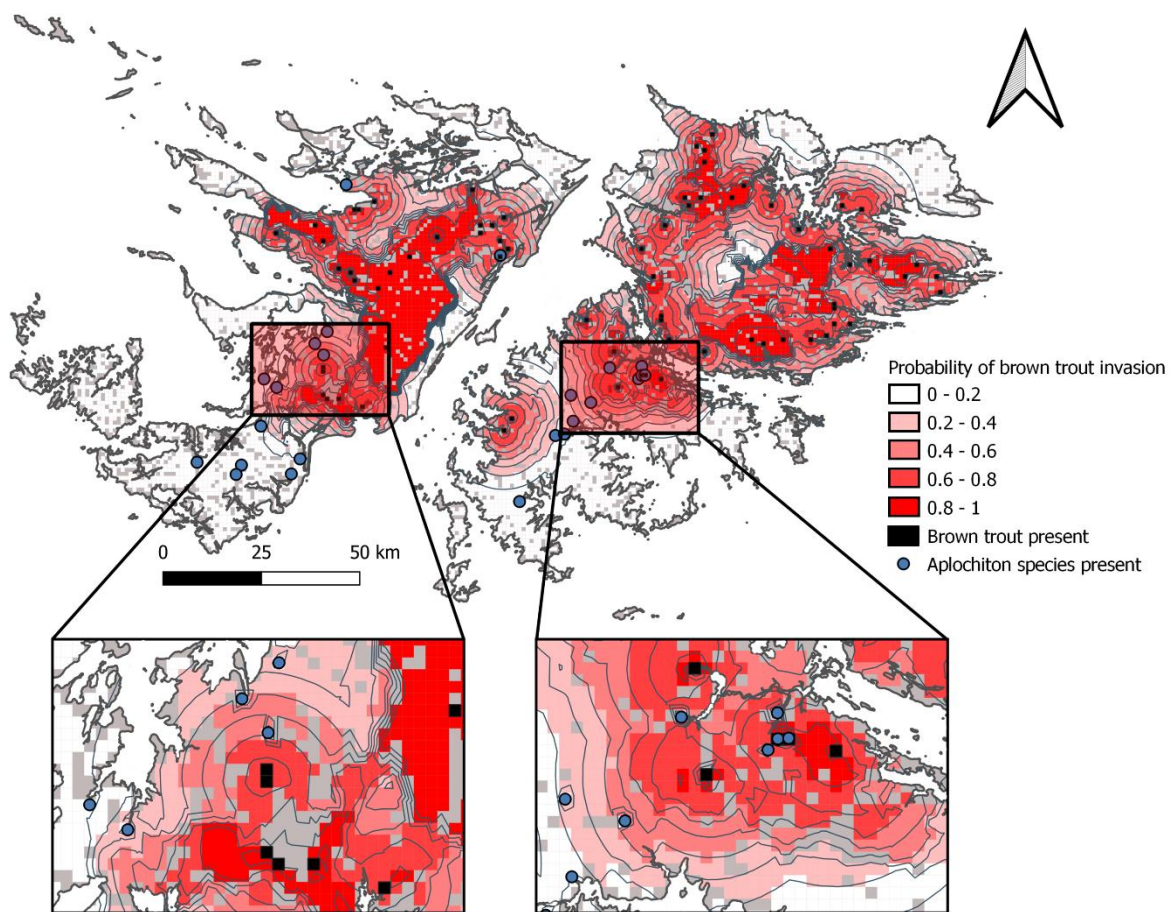 Probability of brown trout invasion
0 - 0.2
0.2 - 0.4
0.4 - 0.6
0.6 - 0.8
0.8 - 1
Brown trout present
Aplochiton species present
0 25 50 km